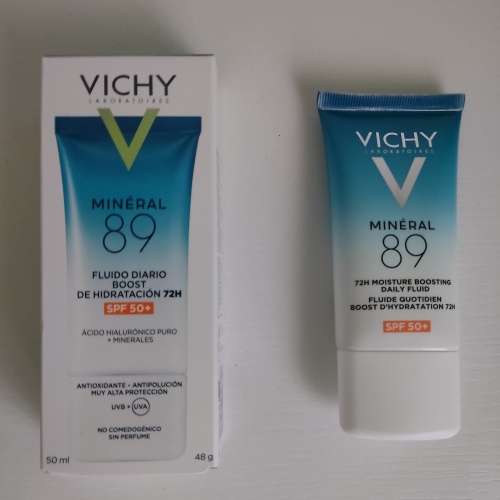 VICHY
LABORATOIRES
MINÉRAL
89
FLUIDO DIARIO
BOOST
DE HIDRATACIÓN 72H
SPF 50+
ÁCIDO HIALURÓNICO PURO
+ MINERALES
ANTIOXIDANTE - ANTIPOLUCIÓN
MUY ALTA PROTECCIÓN
UVB + UVA
NO COMEDOGÉNICO
SIN PERFUME
50 ml
48 g
VICHY
LABORATOIRES
MINÉRAL
89
72H MOISTURE BOOSTING
DAILY FLUID
FLUIDE QUOTIDIEN
BOOST D'HYDRATATION 72H
SPF 50+